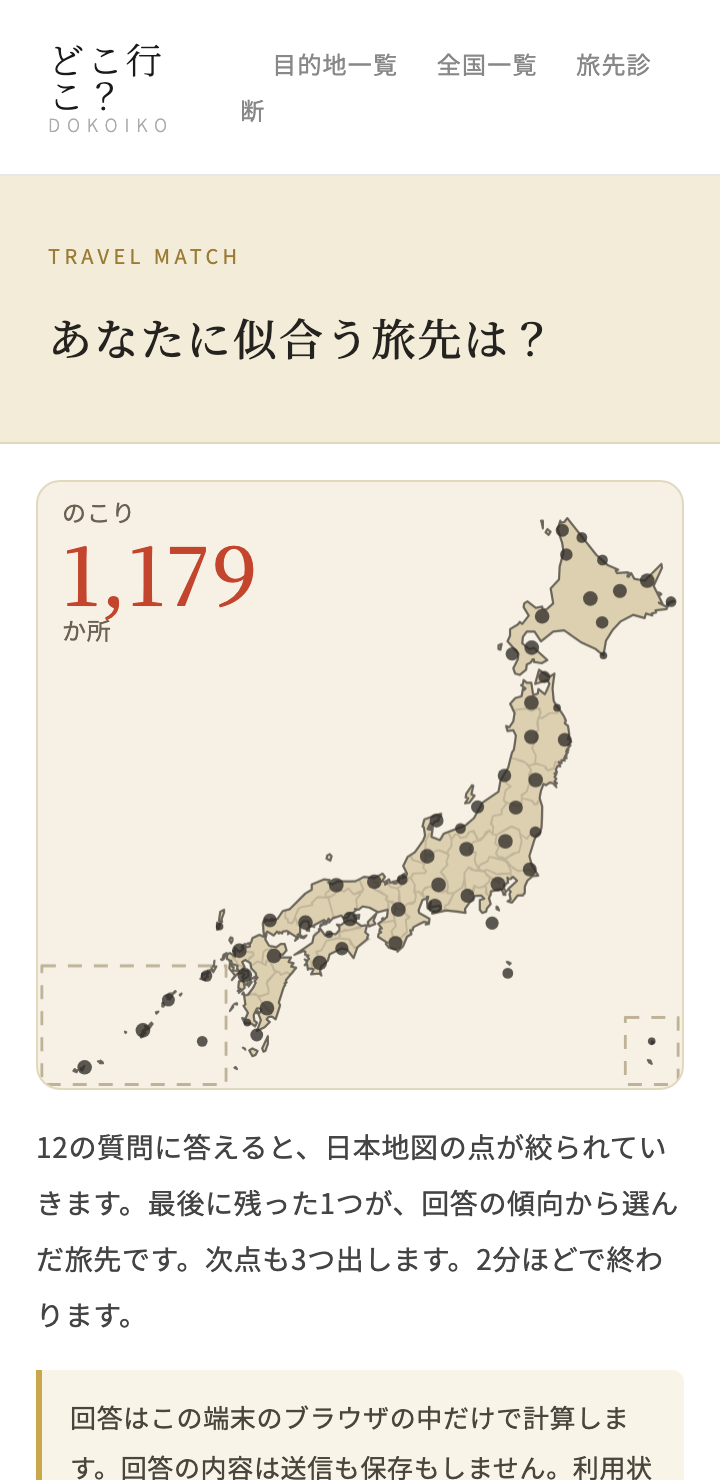 どこ行
こ？
DOKOIKO
目的地一覧 全国一覧 旅先診
断
TRAVEL MATCH
あなたに似合う旅先は？
のこり
1,179
か所
12の質問に答えると、日本地図の点が絞られてい
きます。最後に残った1つが、回答の傾向から選ん
だ旅先です。次点も3つ出します。2分ほどで終わ
ります。
回答はこの端末のブラウザの中だけで計算しま
す。回答の内容は送信も保存もしません。利用状